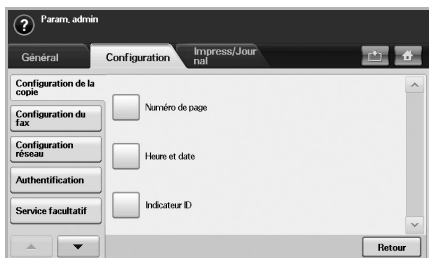 ? Param, admin
Général
Configuration
Impress/Jour
nal
Configuration de la
copie
Configuration du
fax
Configuration
réseau
Authentification
Service facultatif
Numéro de page
Heure et date
Indicateur ID
Retour